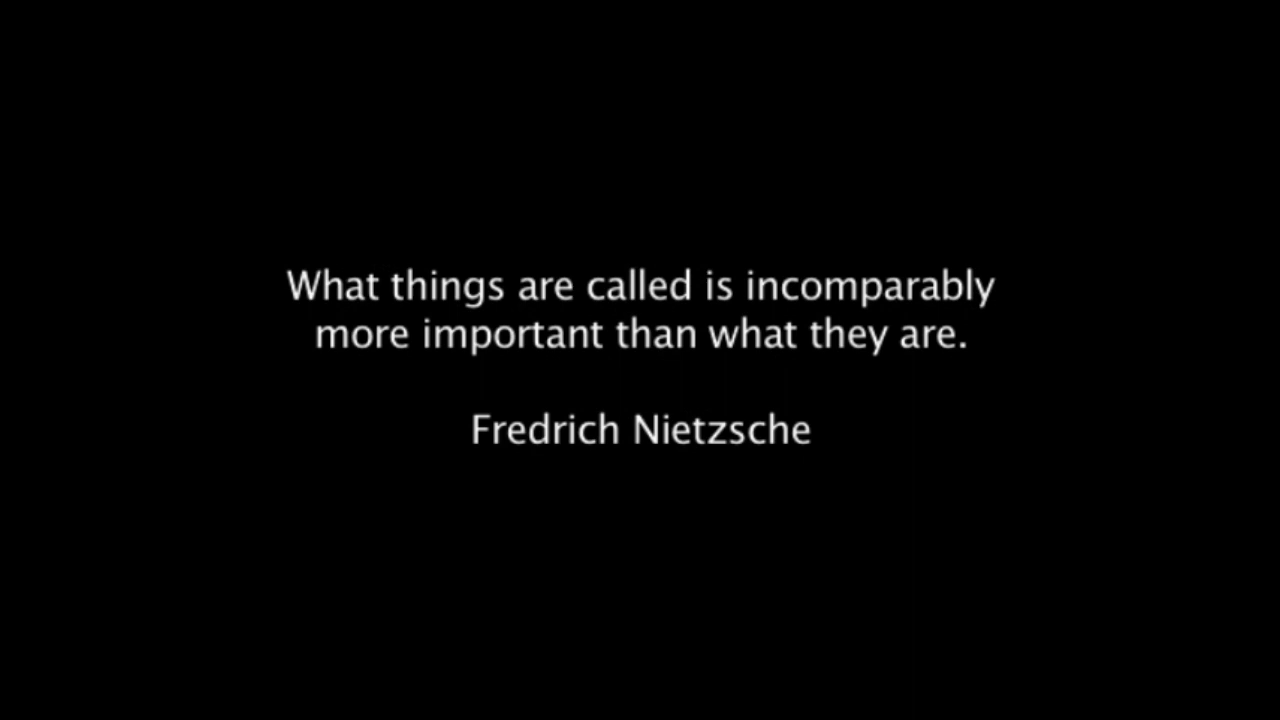 What things are called is incomparably
more important than what they are.
Fredrich Nietzsche